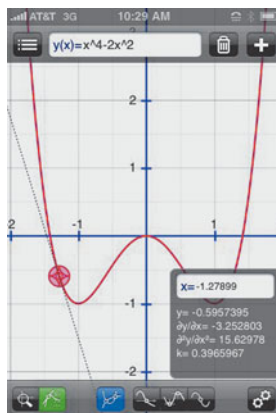 AT&T 3G 10:29 AM
y(x)=x^4-2x^2
2
1
2 -1 1
-1
x= -1.27899
y= -0.5957395
∂y/∂x= -3.252803
∂²y/∂x²= 15.62978
k= 0.3965967
-2